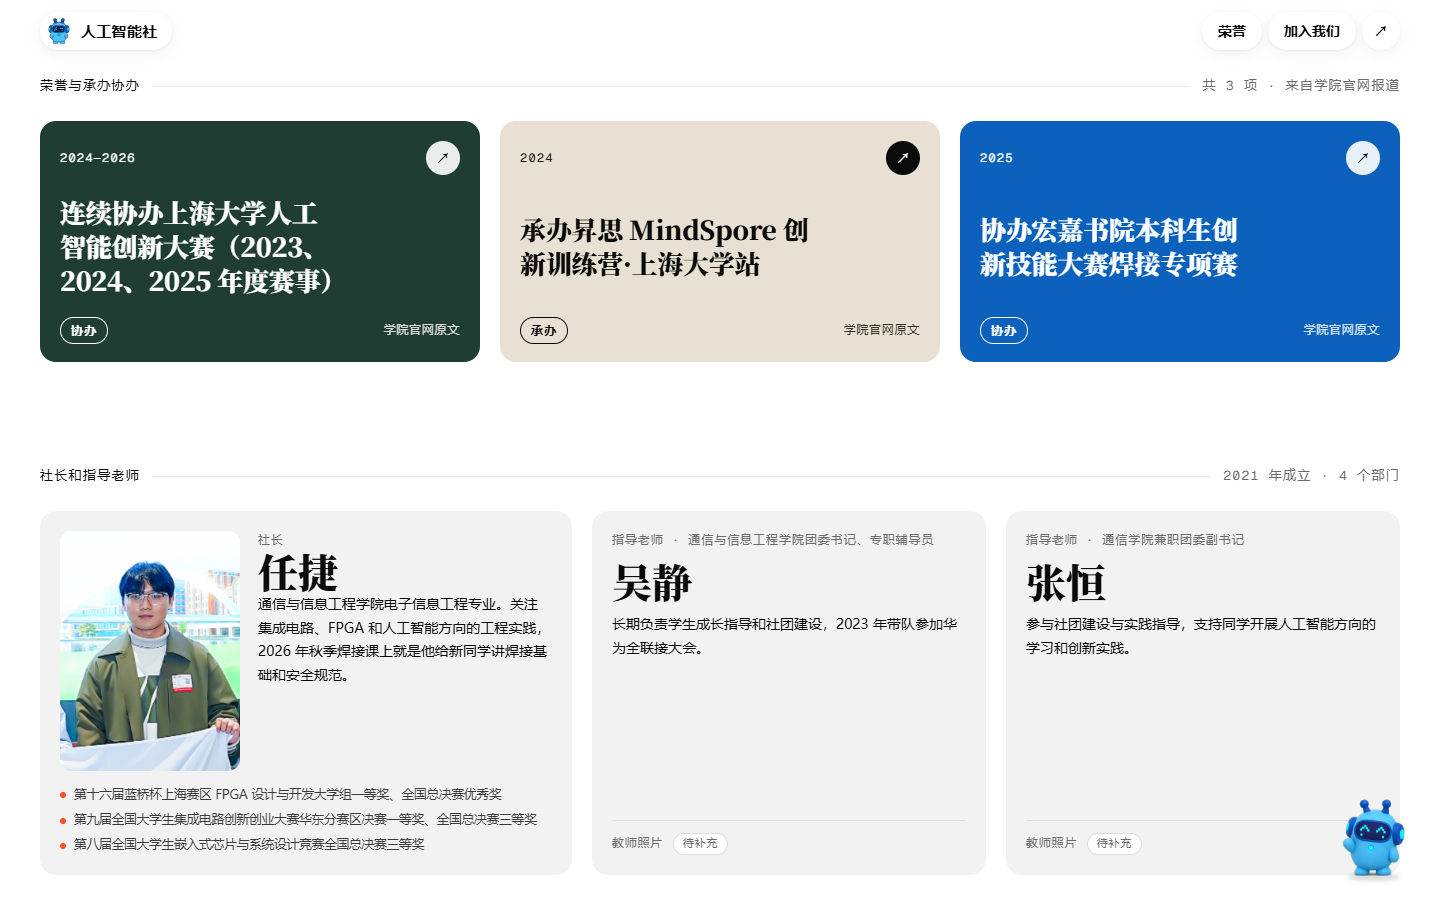 人工智能社
荣誉
加入我们
↗
荣誉与承办协办
共 3 项 · 来自学院官网报道
2024—2026
↗
连续协办上海大学人工
智能创新大赛（2023、
2024、2025 年度赛事）
协办
学院官网原文
2024
↗
承办昇思 MindSpore 创
新训练营·上海大学站
承办
学院官网原文
2025
↗
协办宏嘉书院本科生创
新技能大赛焊接专项赛
协办
学院官网原文
社长和指导老师
2021 年成立 · 4 个部门
社长
任捷
通信与信息工程学院电子信息工程专业。关注
集成电路、FPGA 和人工智能方向的工程实践，
2026 年秋季焊接课上就是他给新同学讲焊接基
础和安全规范。
第十六届蓝桥杯上海赛区 FPGA 设计与开发大学组一等奖、全国总决赛优秀奖
第九届全国大学生集成电路创新创业大赛华东分赛区决赛一等奖、全国总决赛三等奖
第八届全国大学生嵌入式芯片与系统设计竞赛全国总决赛三等奖
指导老师 · 通信与信息工程学院团委书记、专职辅导员
吴静
长期负责学生成长指导和社团建设，2023 年带队参加华
为全联接大会。
教师照片
待补充
指导老师 · 通信学院兼职团委副书记
张恒
参与社团建设与实践指导，支持同学开展人工智能方向的
学习和创新实践。
教师照片
待补充